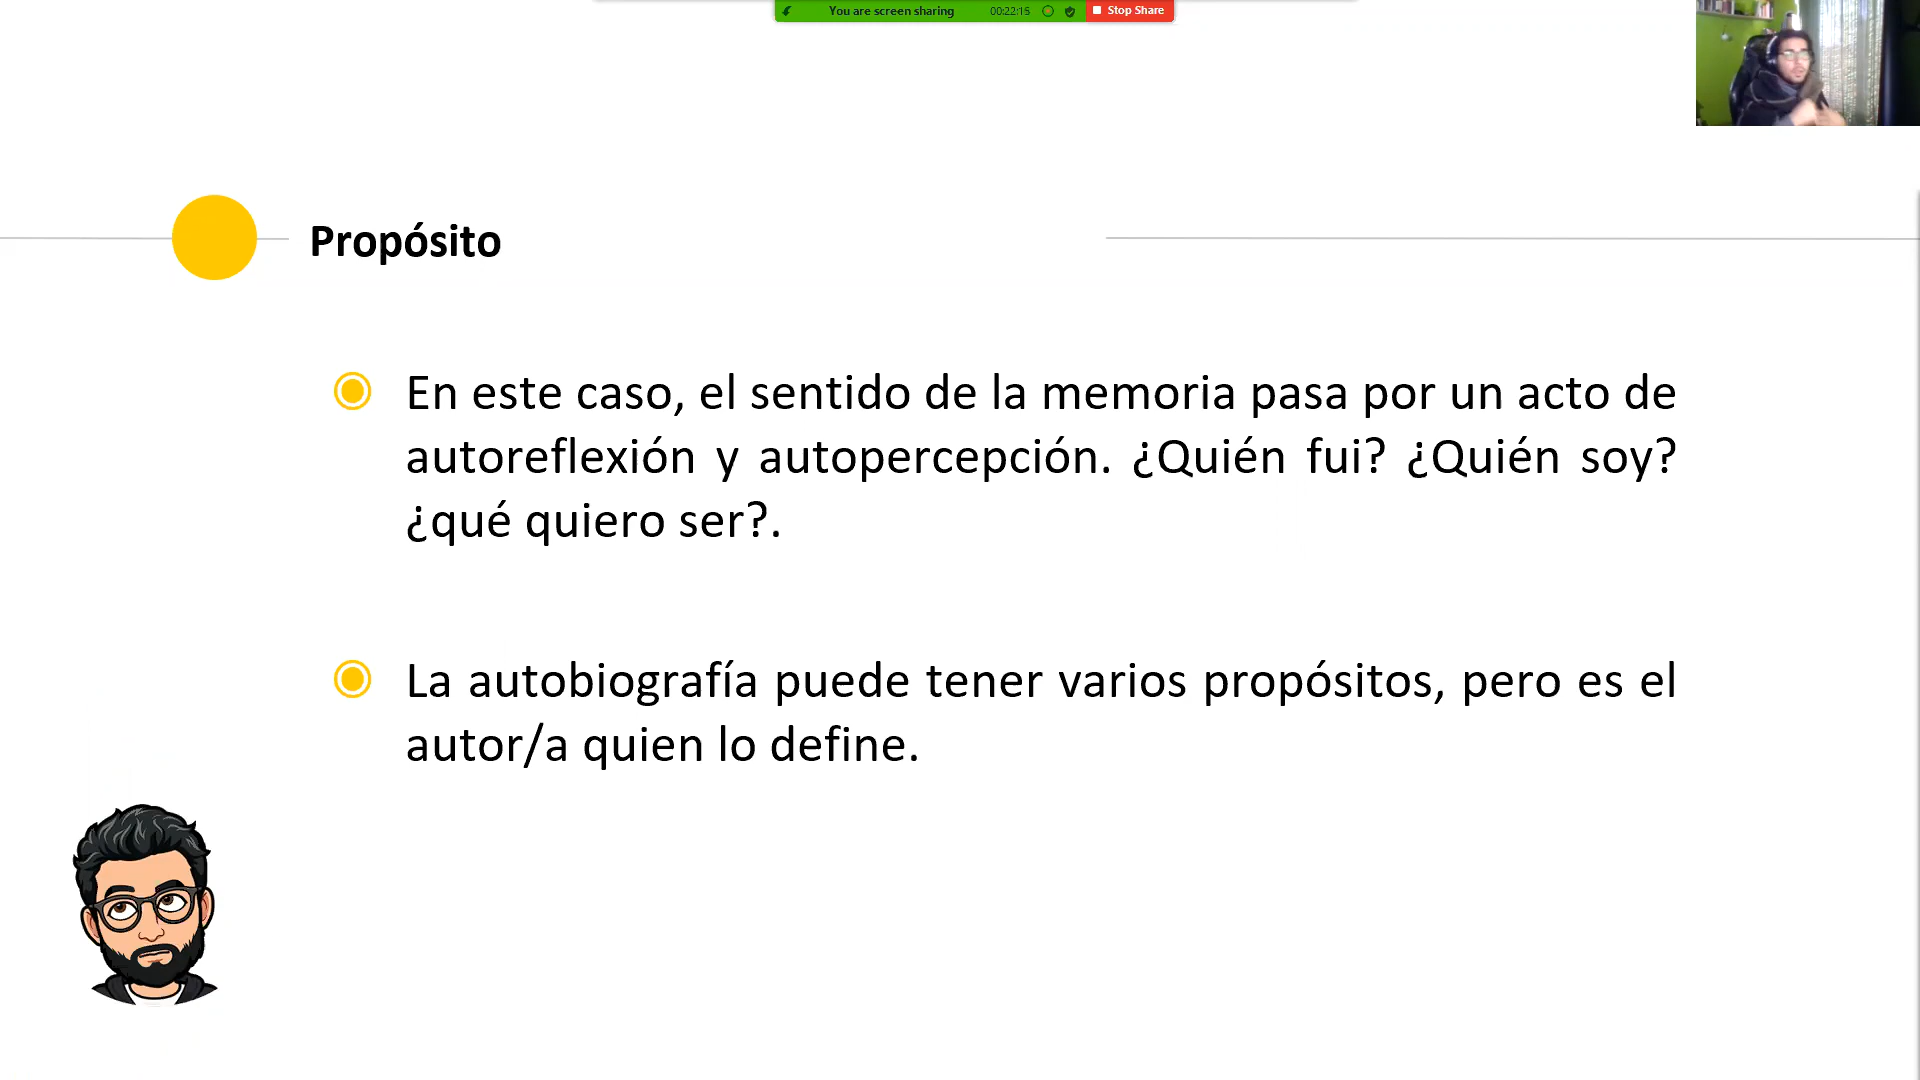 You are screen sharing 00:22:15 Stop Share
Propósito
En este caso, el sentido de la memoria pasa por un acto de
autoreflexión y autopercepción. ¿Quién fui? ¿Quién soy?
¿qué quiero ser?.
La autobiografía puede tener varios propósitos, pero es el
autor/a quien lo define.